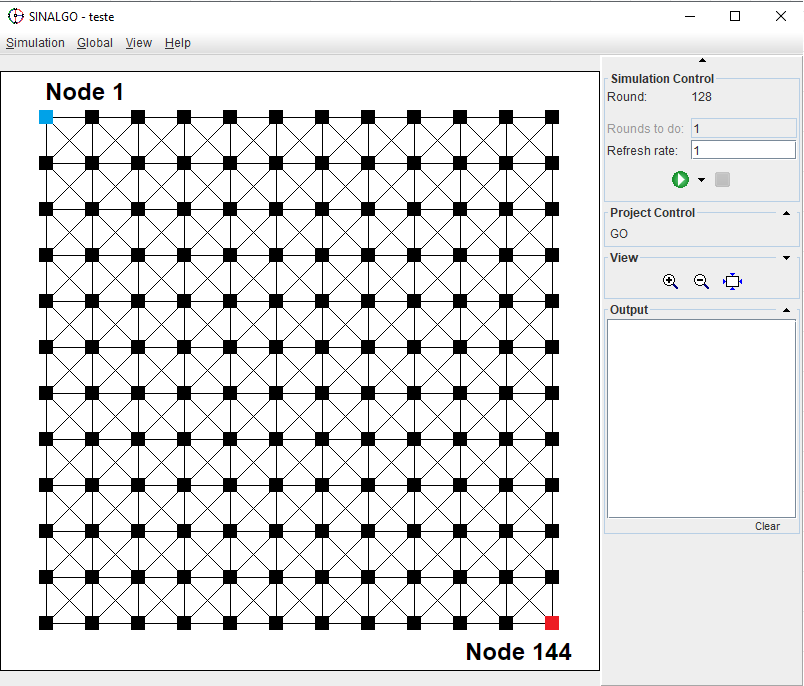 SINALGO - teste
Simulation Global View Help
Node 1
Node 144
Simulation Control
Round: 128
Rounds to do: 1
Refresh rate: 1
Project Control
GO
View
Output
Clear